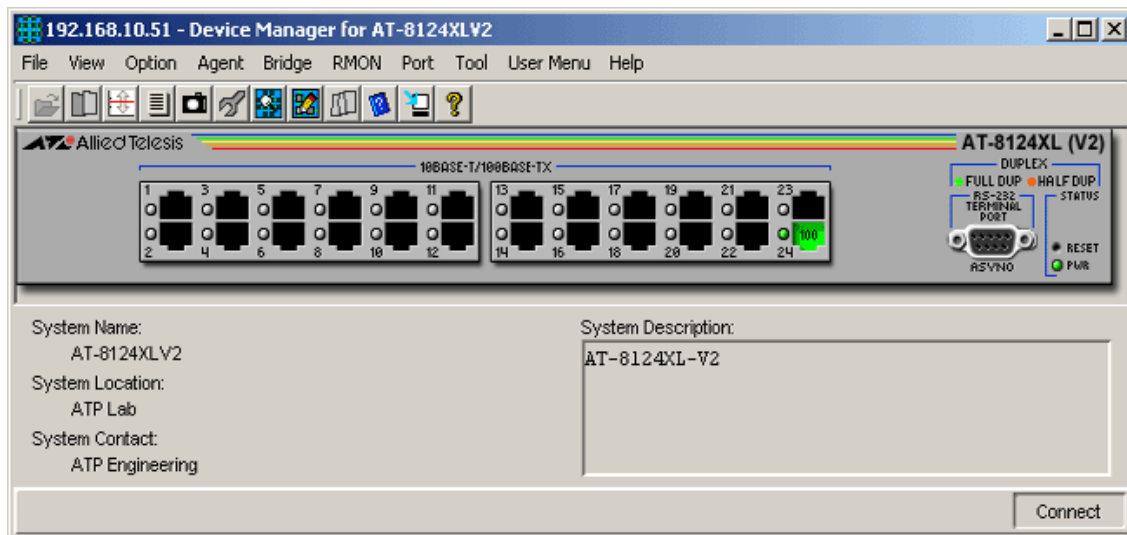 192.168.10.51 - Device Manager for AT-8124XLV2
File View Option Agent Bridge RMON Port Tool User Menu Help
Allied Telesis
AT-8124XL (V2)
10BASE-T/100BASE-TX
DUPLEX
FULL DUP HALF DUP
1 3 5 7 9 11 13 15 17 19 21 23
RS-232 STATUS
TERMINAL
PORT
100
RESET
2 4 6 8 10 12 14 16 18 20 22 24
ASYNO PWR
System Name:
AT-8124XLV2
System Location:
ATP Lab
System Contact:
ATP Engineering
System Description:
AT-8124XL-V2
Connect